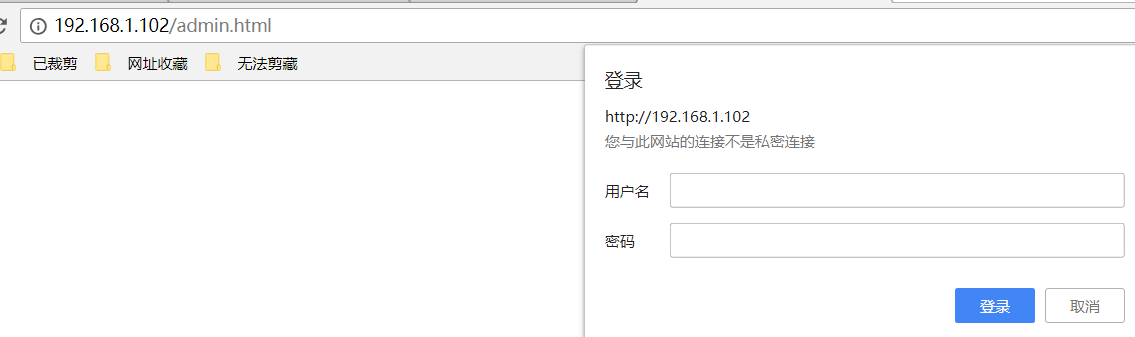 192.168.1.102/admin.html
已裁剪 网址收藏 无法剪藏
登录
http://192.168.1.102
您与此网站的连接不是私密连接
用户名
密码
登录 取消